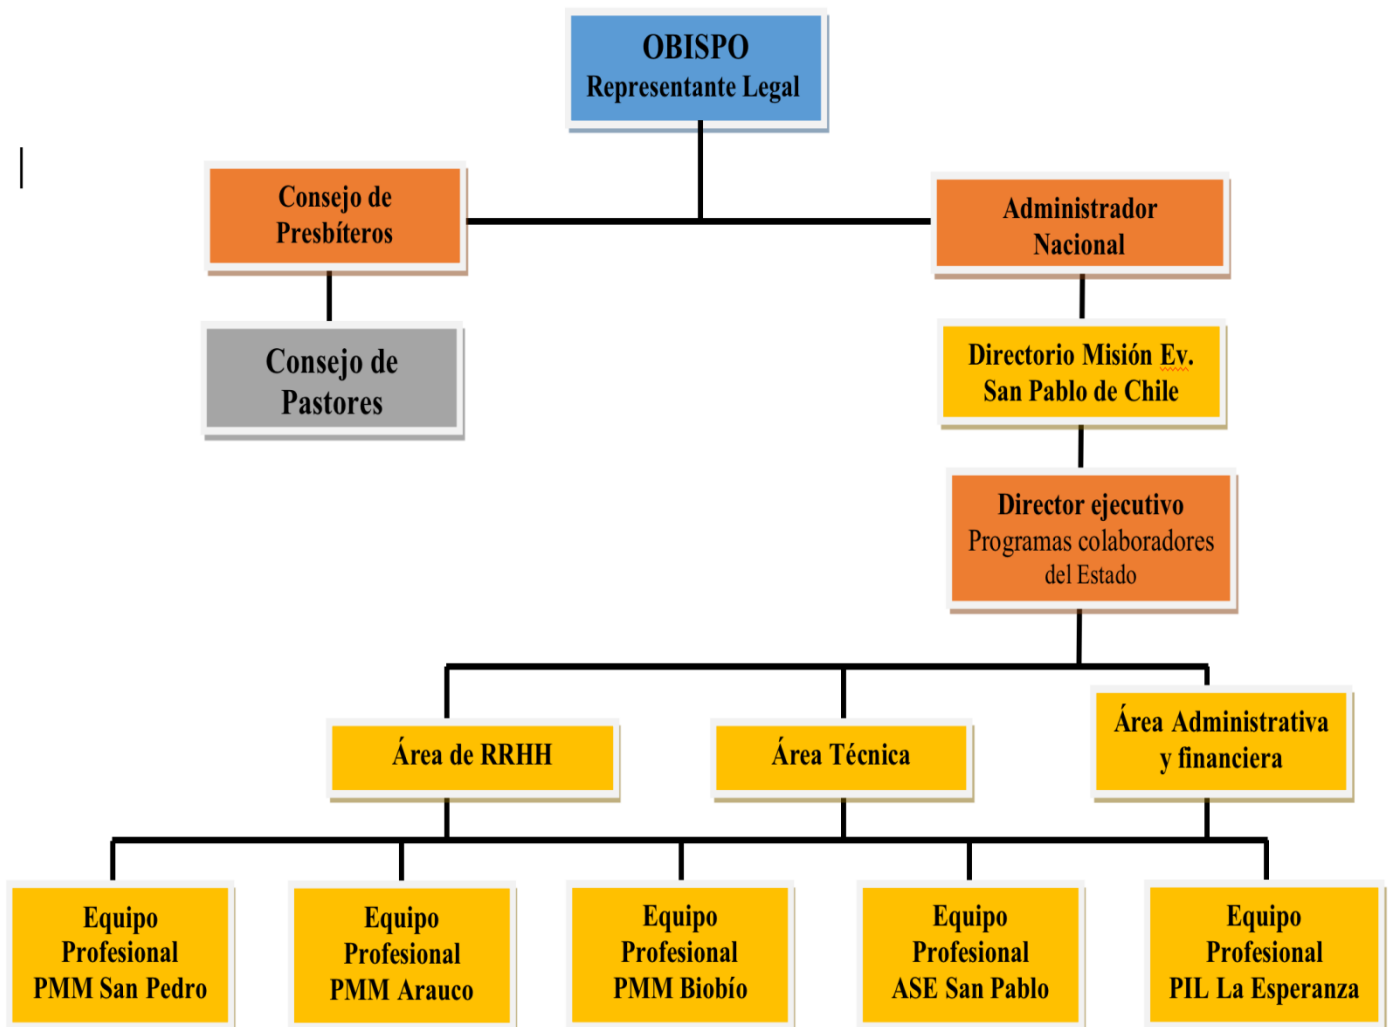 OBISPO
Representante Legal
Consejo de
Presbíteros
Administrador
Nacional
Consejo de
Pastores
Directorio Misión Ev.
San Pablo de Chile
Director ejecutivo
Programas colaboradores
del Estado
Área de RRHH
Área Técnica
Área Administrativa
y financiera
Equipo
Profesional
PMM San Pedro
Equipo
Profesional
PMM Arauco
Equipo
Profesional
PMM Biobío
Equipo
Profesional
ASE San Pablo
Equipo
Profesional
PIL La Esperanza